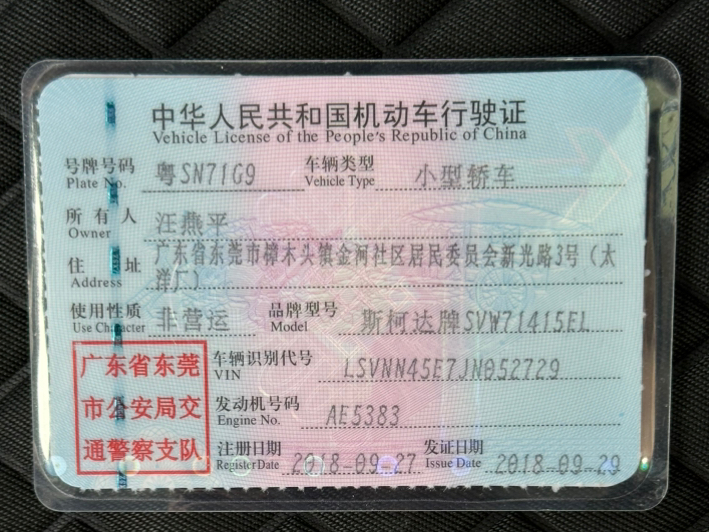 中华人民共和国机动车行驶证
Vehicle License of the People's Republic of China
号牌号码 粤SN71G9 车辆类型 小型轿车
Plate No. Vehicle Type
所有人 汪燕平
Owner
住址 广东省东莞市樟木头镇金河社区居民委员会新光路3号（太
Address 洋厂）
使用性质 非营运 品牌型号 斯柯达牌SVW71415EL
Use Character Model
广东省东莞
市公安局交
通警察支队
车辆识别代号 LSVNN45E7JN052729
VIN
发动机号码 AE5383
Engine No.
注册日期 2018-09-27 发证日期 2018-09-29
Register Date Issue Date